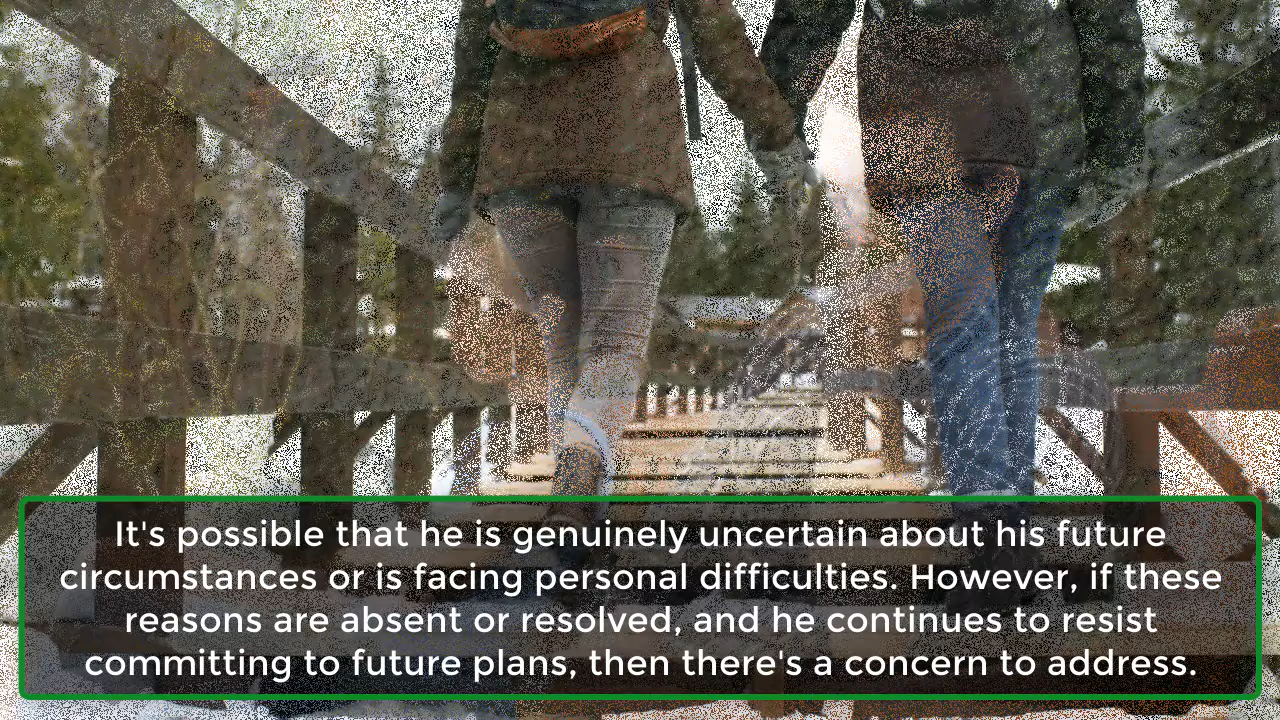 It's possible that he is genuinely uncertain about his future
circumstances or is facing personal difficulties. However, if these
reasons are absent or resolved, and he continues to resist
committing to future plans, then there's a concern to address.